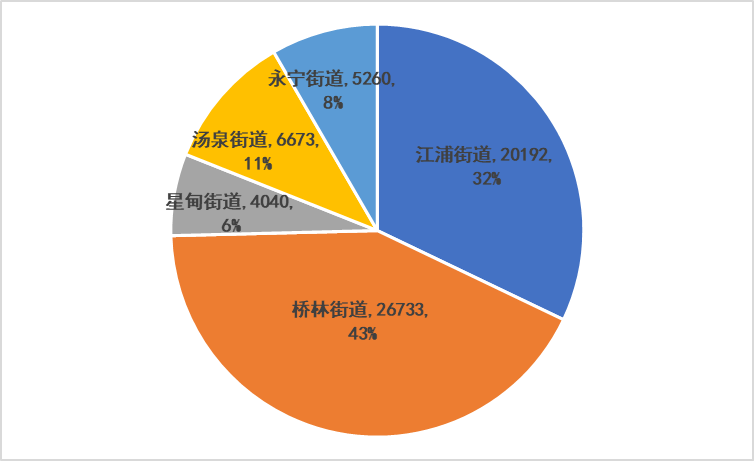 永宁街道, 5260,
8%
汤泉街道, 6673,
11%
江浦街道, 20192,
32%
星甸街道, 4040,
6%
桥林街道, 26733,
43%